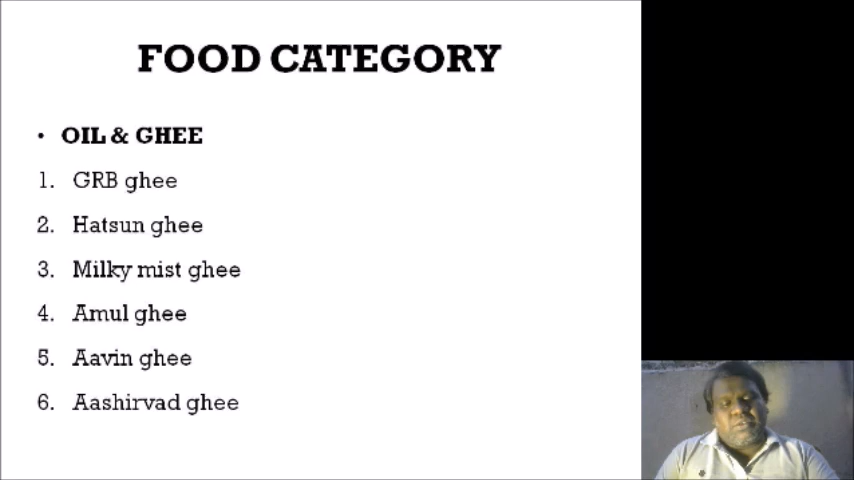 FOOD CATEGORY
• OIL & GHEE
1. GRB ghee
2. Hatsun ghee
3. Milky mist ghee
4. Amul ghee
5. Aavin ghee
6. Aashirvad ghee